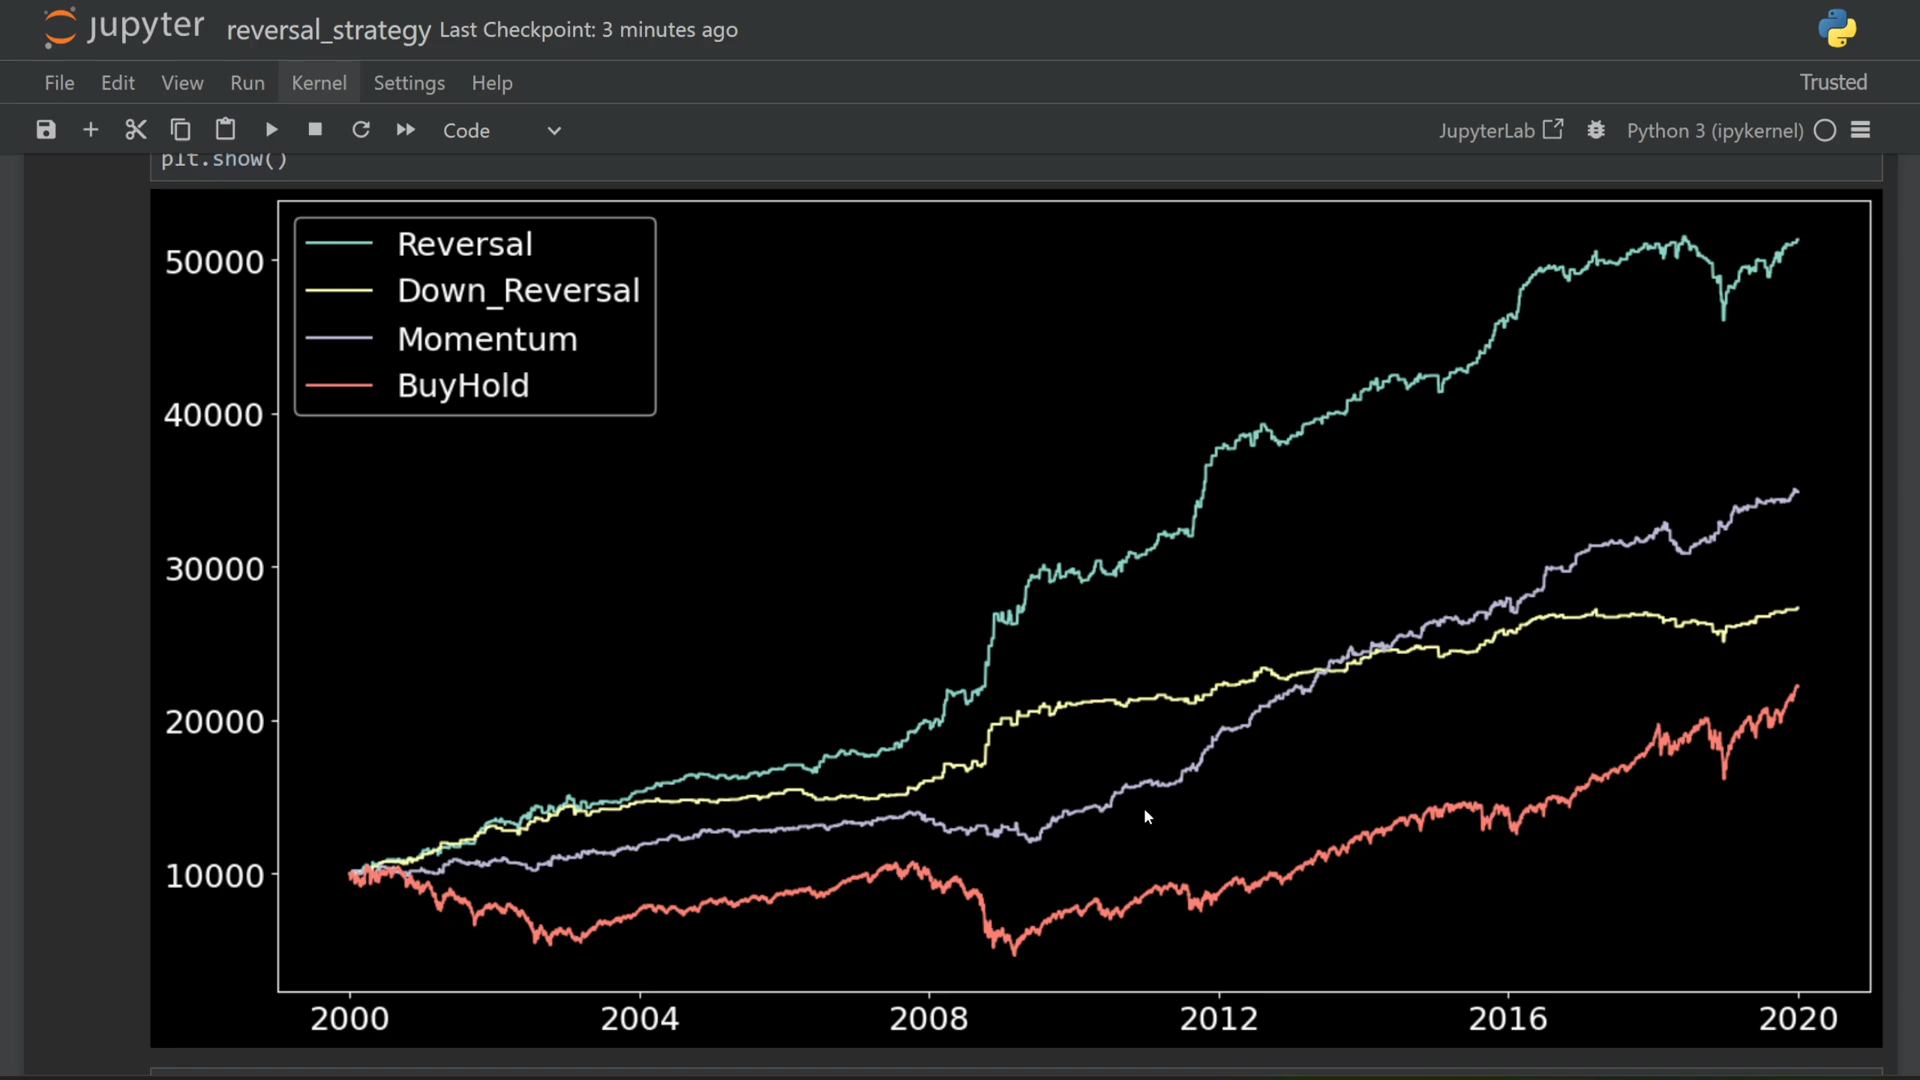 jupyter reversal_strategy Last Checkpoint: 3 minutes ago
File Edit View Run Kernel Settings Help Trusted
Code JupyterLab Python 3 (ipykernel)
plt.show()
Reversal
Down_Reversal
Momentum
BuyHold
50000
40000
30000
20000
10000
2000 2004 2008 2012 2016 2020